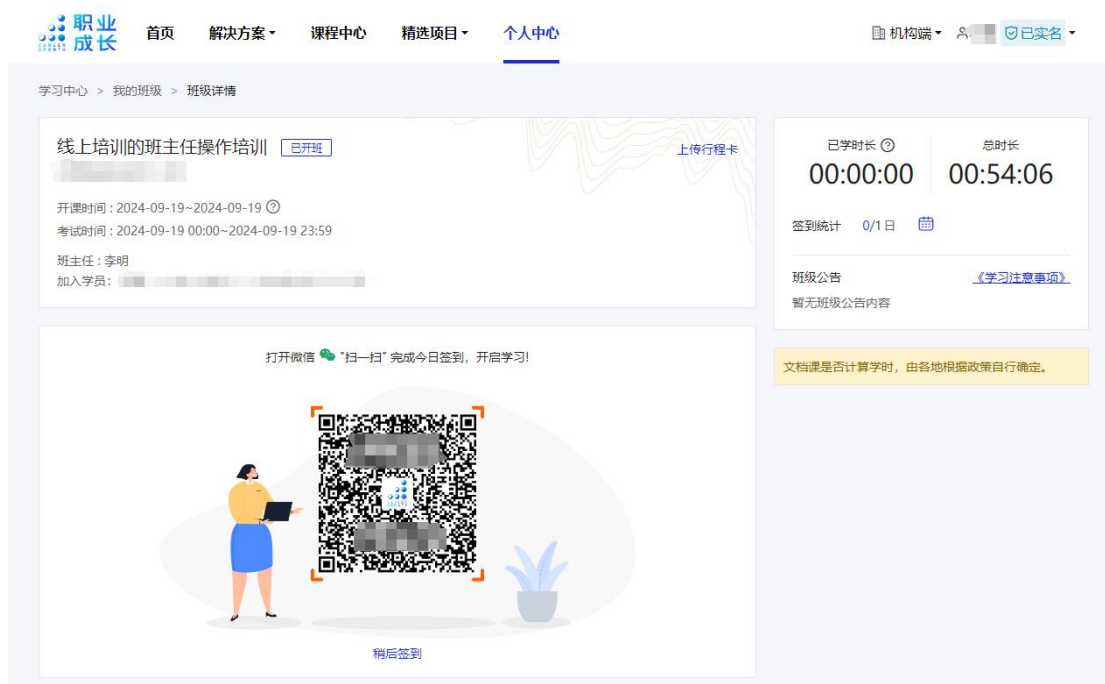 职业
成长
首页 解决方案 课程中心 精选项目 个人中心 机构端 已实名
学习中心 > 我的班级 > 班级详情
线上培训的班主任操作培训 已开班
上传行程卡
开课时间 : 2024-09-19~2024-09-19
考试时间 : 2024-09-19 00:00~2024-09-19 23:59
班主任 : 李明
加入学员:
已学时长 总时长
00:00:00 00:54:06
签到统计 0/1 日
班级公告 《学习注意事项》
暂无班级公告内容
文档课是否计算学时，由各地根据政策自行确定。
打开微信 "扫一扫" 完成今日签到，开启学习!
稍后签到